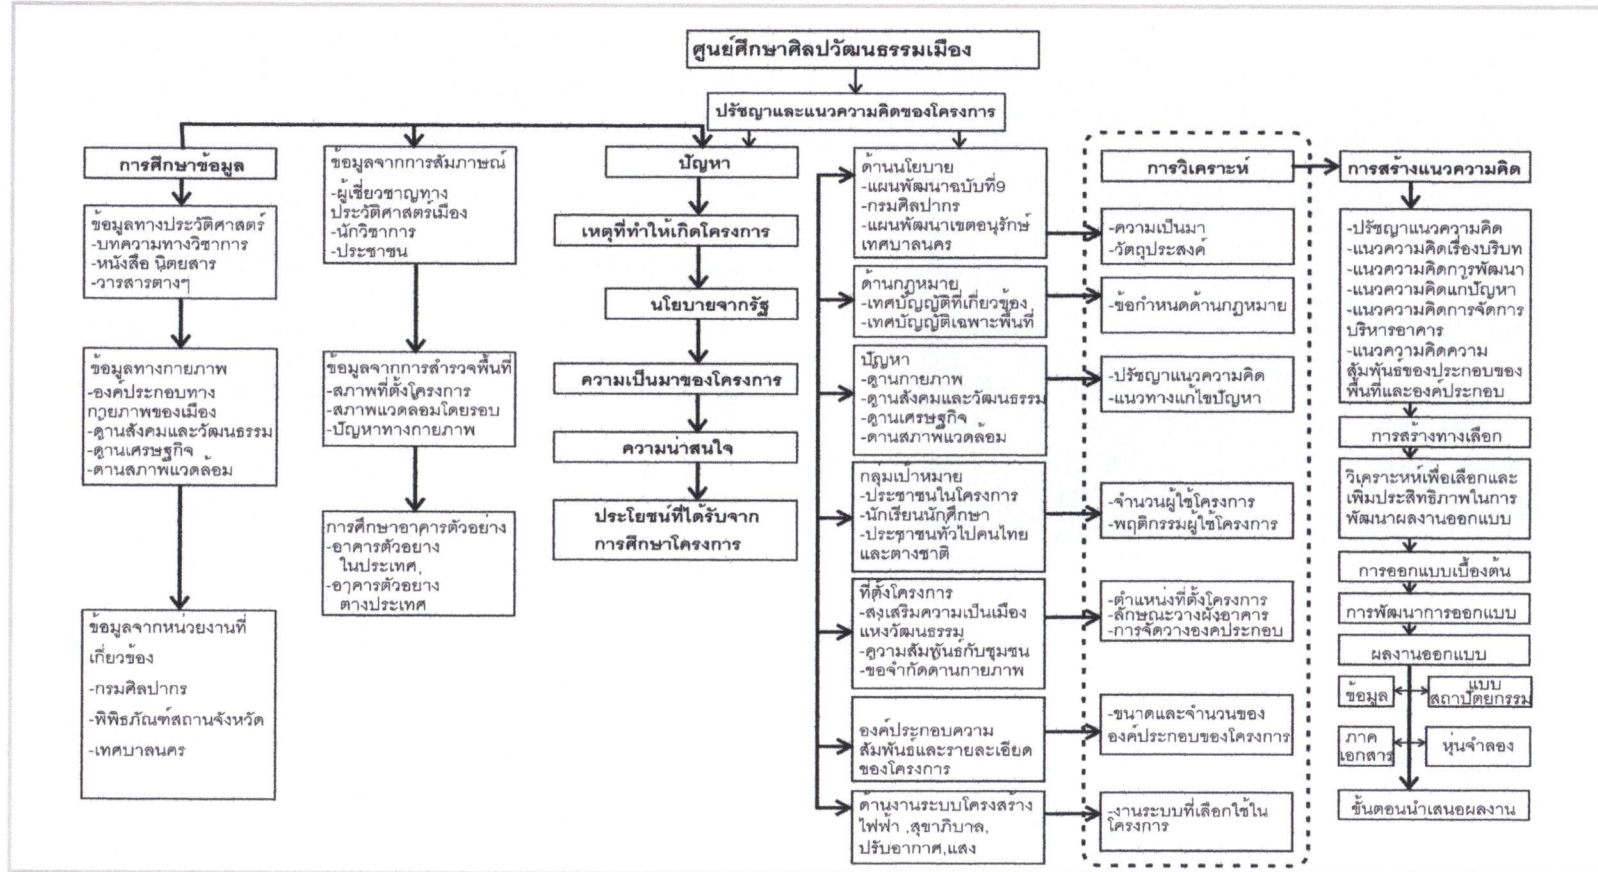 ศูนย์ศึกษาศิลปวัฒนธรรมเมือง
ปรัชญาและแนวความคิดของโครงการ
การศึกษาข้อมูล
ข้อมูลทางประวัติศาสตร์
-บทความทางวิชาการ
-หนังสือ นิตยสาร
-วารสารต่างๆ
ข้อมูลทางกายภาพ
-องค์ประกอบทาง
กายภาพของเมือง
-ด้านสังคมและวัฒนธรรม
-ด้านเศรษฐกิจ
-ด้านสภาพแวดล้อม
ข้อมูลจากหน่วยงานที่
เกี่ยวข้อง
-กรมศิลปากร
-พิพิธภัณฑ์สถานจังหวัด
-เทศบาลนคร
ข้อมูลจากการสัมภาษณ์
-ผู้เชี่ยวชาญทาง
ประวัติศาสตร์เมือง
-นักวิชาการ
-ประชาชน
ข้อมูลจากการสำรวจพื้นที่
-สภาพที่ตั้งโครงการ
-สภาพแวดลอมโดยรอบ
-ปัญหาทางกายภาพ
การศึกษาอาคารตัวอย่าง
-อาคารตัวอย่าง
ในประเทศ,
-อาคารตัวอย่าง
ตางประเทศ
ปัญหา
เหตุที่ทำให้เกิดโครงการ
นโยบายจากรัฐ
ความเป็นมาของโครงการ
ความน่าสนใจ
ประโยชน์ที่ได้รับจาก
การศึกษาโครงการ
ด้านนโยบาย
-แผนพัฒนาฉบับที่9
-กรมศิลปากร
-แผนพัฒนาเขตอนุรักษ์
เทศบาลนคร
ด้านกฎหมาย
-เทศบัญญัติที่เกี่ยวข้อง
-เทศบัญญัติเฉพาะพื้นที่
ปัญหา
-ด้านกายภาพ
-ด้านสังคมและวัฒนธรรม
-ด้านเศรษฐกิจ
-ด้านสภาพแวดล้อม
กลุ่มเป้าหมาย
-ประชาชนในโครงการ
-นักเรียนนักศึกษา
-ประชาชนทั่วไปคนไทย
และต่างชาติ
ที่ตั้งโครงการ
-ส่งเสริมความเป็นเมือง
แห่งวัฒนธรรม
-ความสัมพันธ์กับชุมชน
-ขอจำกัดด้านกายภาพ
องค์ประกอบความ
สัมพันธ์และรายละเอียด
ของโครงการ
ด้านงานระบบโครงสร้าง
ไฟฟ้า ,สุขาภิบาล,
ปรับอากาศ,แสง
การวิเคราะห์
-ความเป็นมา
-วัตถุประสงค์
-ข้อกำหนดด้านกฎหมาย
-ปรัชญาแนวความคิด
-แนวทางแก้ไขปัญหา
-จำนวนผู้ใช้โครงการ
-พฤติกรรมผู้ใช้โครงการ
-ตำแหน่งที่ตั้งโครงการ
-ลักษณะวางผังอาคาร
-การจัดวางองค์ประกอบ
-ขนาดและจำนวนของ
องค์ประกอบของโครงการ
-งานระบบที่เลือกใช้ใน
โครงการ
การสร้างแนวความคิด
-ปรัชญาแนวความคิด
-แนวความคิดเรื่องบริบท
-แนวความคิดการพัฒนา
-แนวความคิดแก้ปัญหา
-แนวความคิดการจัดการ
บริหารอาคาร
-แนวความคิดความ
สัมพันธ์ของประกอบของ
พื้นที่และองค์ประกอบ
การสร้างทางเลือก
วิเคราะหห์เพื่อเลือกและ
เพิ่มประสิทธิภาพในการ
พัฒนาผลงานออกแบบ
การออกแบบเบื้องต้น
การพัฒนาการออกแบบ
ผลงานออกแบบ
ข้อมูล
แบบ
สถาปัตยกรรม
ภาค
เอกสาร
หุ่นจำลอง
ขั้นตอนนำเสนอผลงาน